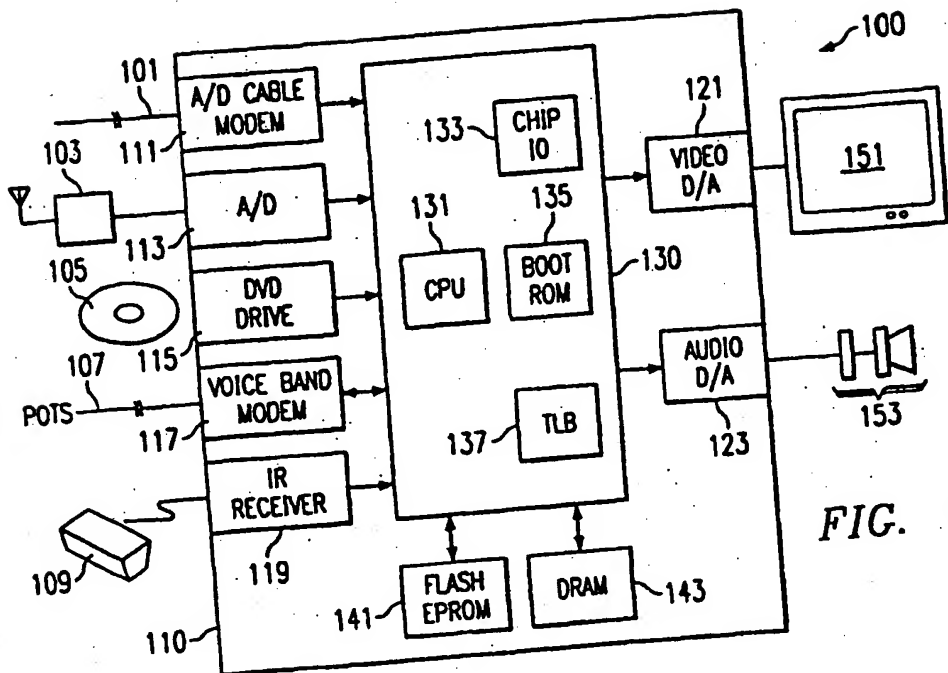 100
101
A/D CABLE
MODEM
111
133
CHIP
IO
121
VIDEO
D/A
151
103
A/D
113
131
CPU
135
BOOT
ROM
130
105
DVD
DRIVE
115
107
POTS
VOICE BAND
MODEM
117
AUDIO
D/A
123
153
137
TLB
IR
RECEIVER
119
109
FIG.
141
FLASH
EPROM
DRAM
143
110